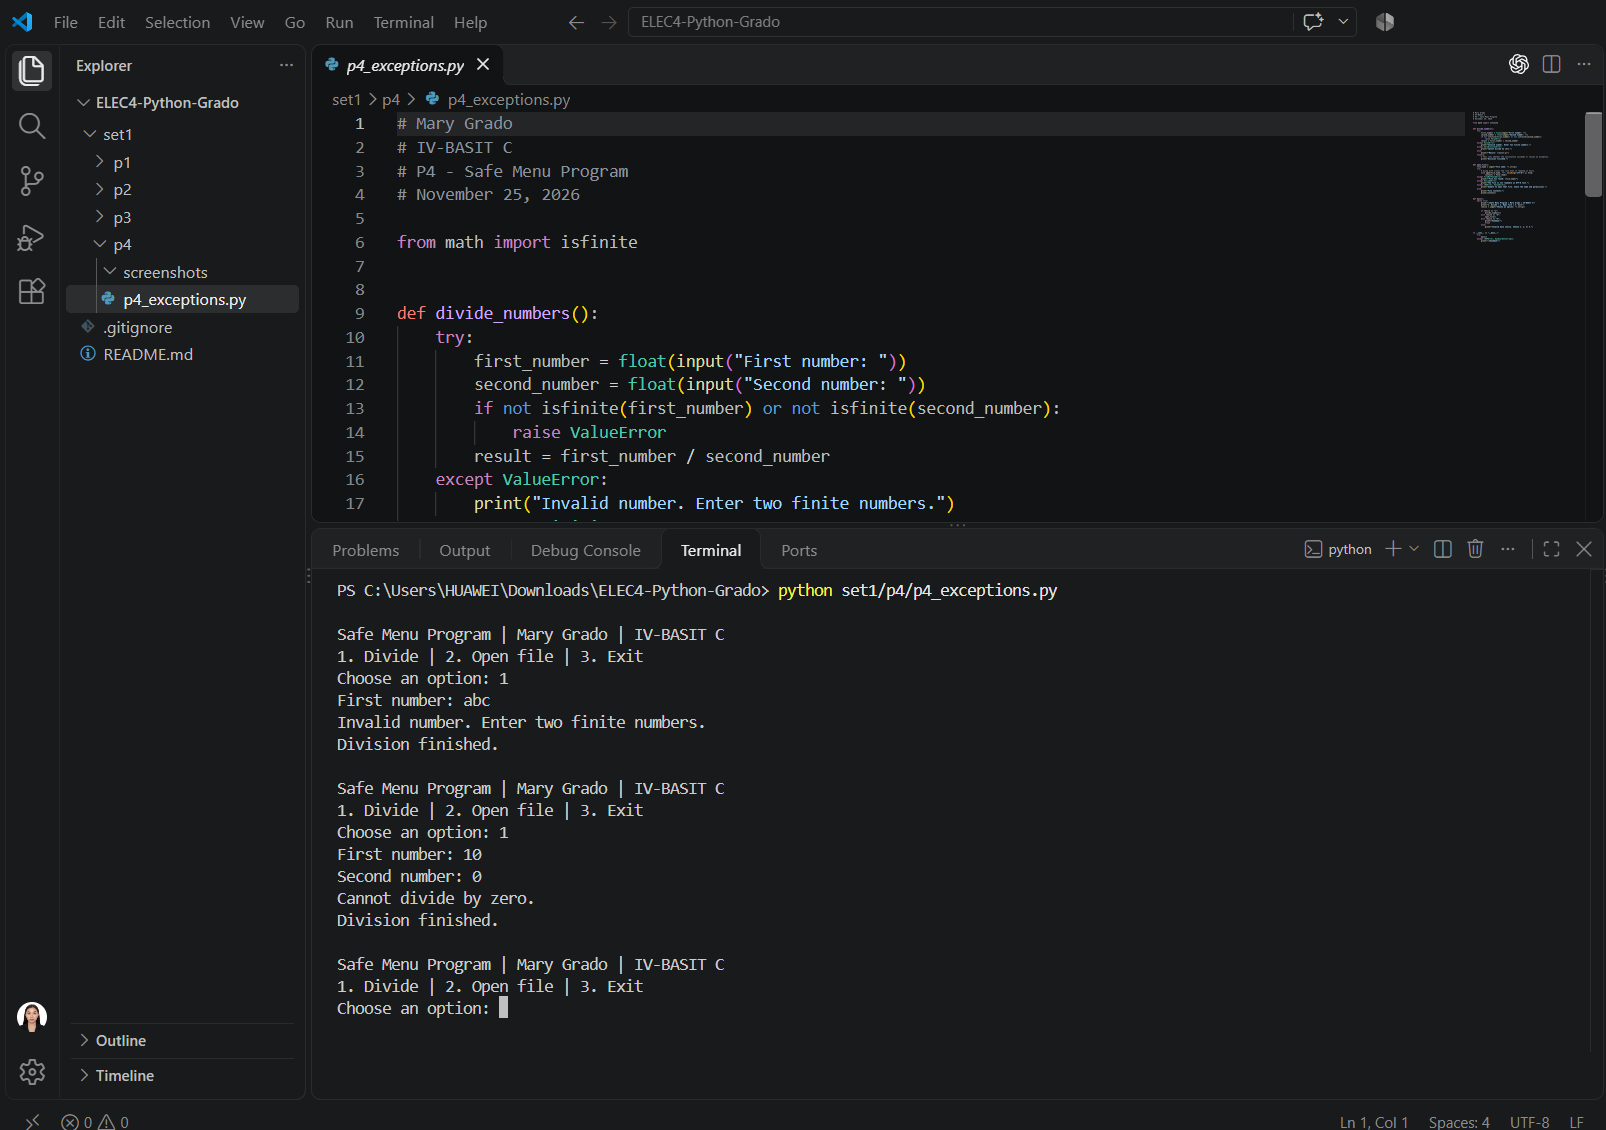 File Edit Selection View Go Run Terminal Help
ELEC4-Python-Grado
Explorer
ELEC4-Python-Grado
set1
p1
p2
p3
p4
screenshots
p4_exceptions.py
.gitignore
README.md
Outline
Timeline
p4_exceptions.py
set1 > p4 > p4_exceptions.py
1 # Mary Grado
2 # IV-BASIT C
3 # P4 - Safe Menu Program
4 # November 25, 2026
5
6 from math import isfinite
7
8
9 def divide_numbers():
10 try:
11 first_number = float(input("First number: "))
12 second_number = float(input("Second number: "))
13 if not isfinite(first_number) or not isfinite(second_number):
14 raise ValueError
15 result = first_number / second_number
16 except ValueError:
17 print("Invalid number. Enter two finite numbers.")
Problems Output Debug Console Terminal Ports
python
PS C:\Users\HUAWEI\Downloads\ELEC4-Python-Grado> python set1/p4/p4_exceptions.py
Safe Menu Program | Mary Grado | IV-BASIT C
1. Divide | 2. Open file | 3. Exit
Choose an option: 1
First number: abc
Invalid number. Enter two finite numbers.
Division finished.
Safe Menu Program | Mary Grado | IV-BASIT C
1. Divide | 2. Open file | 3. Exit
Choose an option: 1
First number: 10
Second number: 0
Cannot divide by zero.
Division finished.
Safe Menu Program | Mary Grado | IV-BASIT C
1. Divide | 2. Open file | 3. Exit
Choose an option:
0 0
Ln 1, Col 1 Spaces: 4 UTF-8 LF